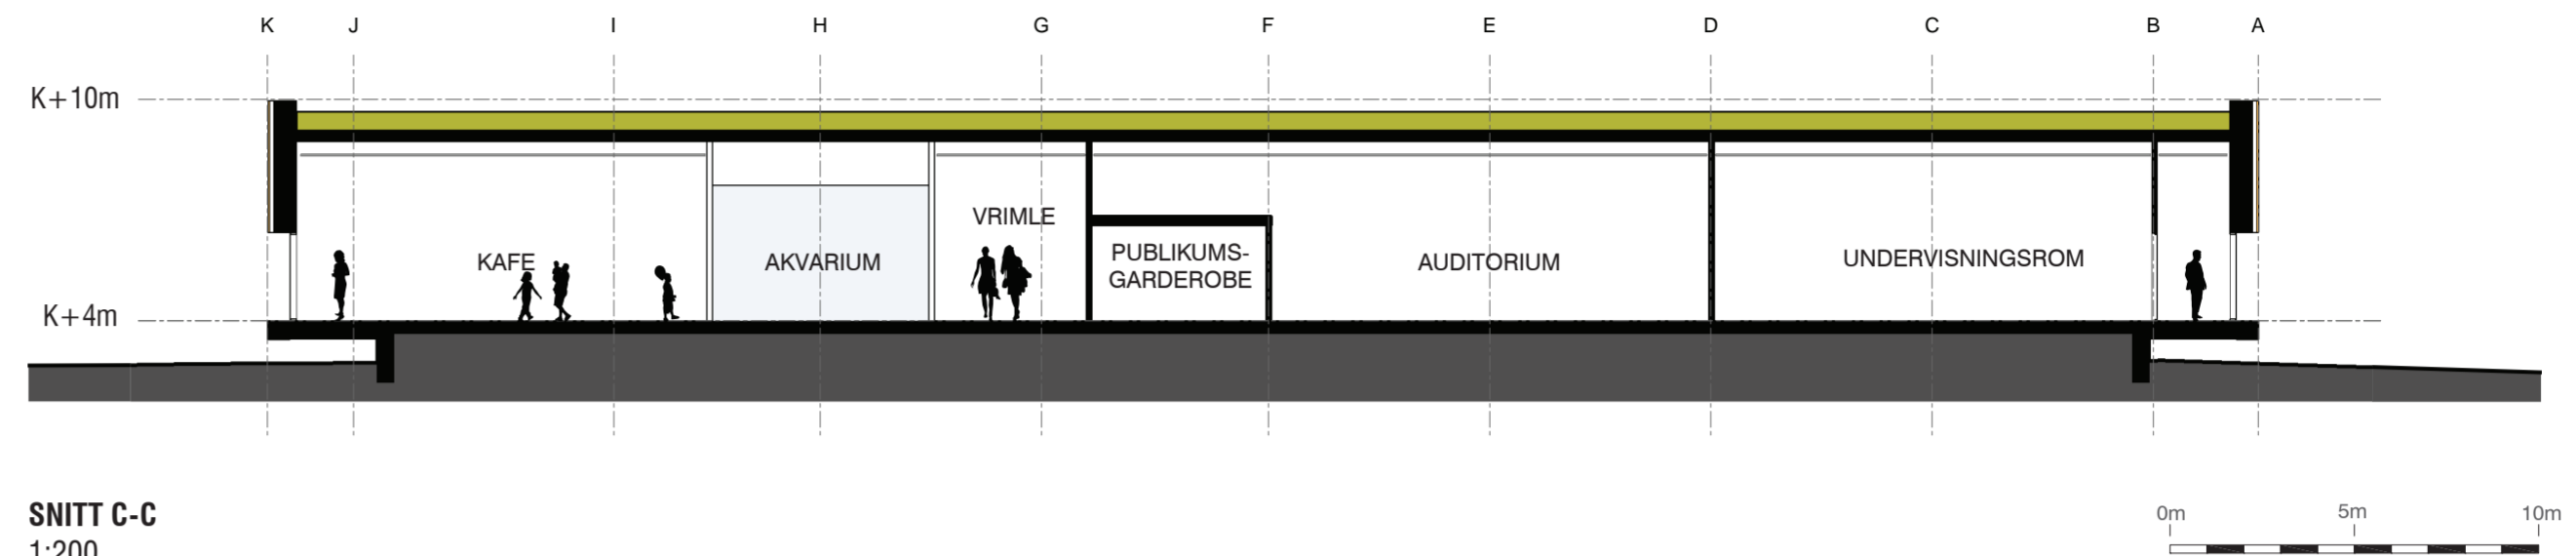 K J I H G F E D C B A
K+10m
VRIMLE
PUBLIKUMS-
GARDEROBE
KAFE AKVARIUM AUDITORIUM UNDERVISNINGSROM
K+4m
SNITT C-C
1:200
0m 5m 10m